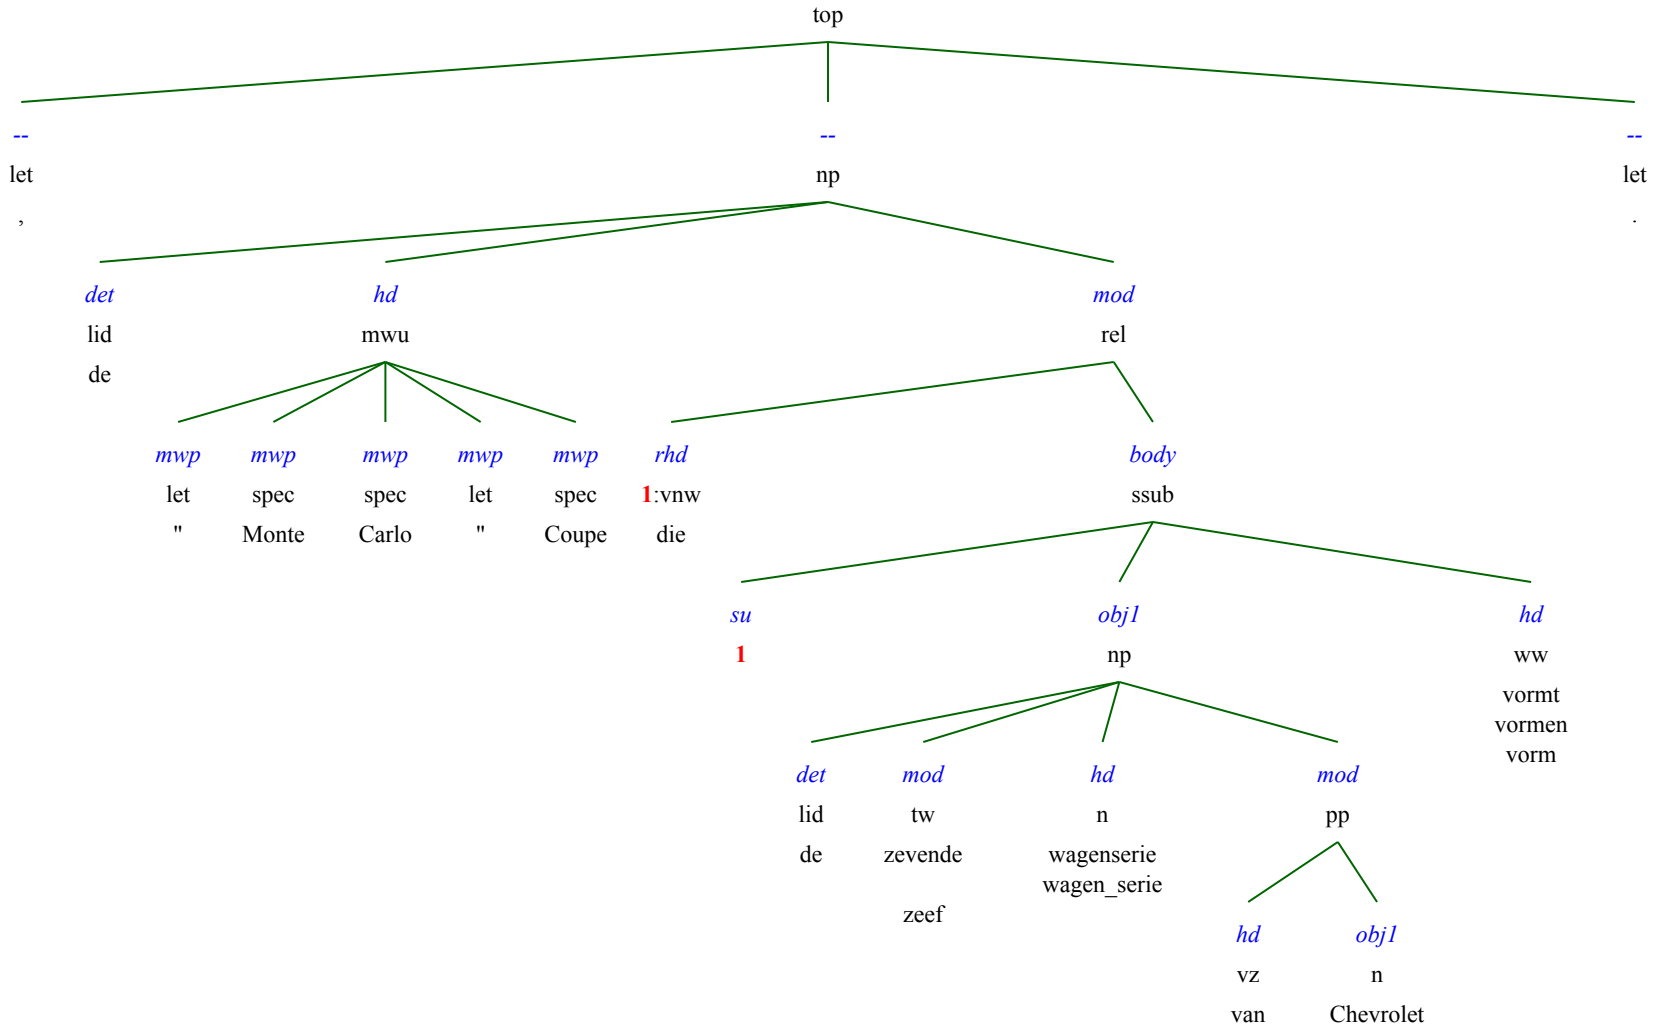 top
-- -- --
let np let
, .
det hd mod
lid mwu rel
de
mwp mwp mwp mwp mwp rhd body
let spec spec let spec 1:vnw ssub
" Monte Carlo " Coupe die
su obj1 hd
1 np ww
vormt
vormen
vorm
det mod hd mod
lid tw n pp
de zevende wagenserie
wagen_serie
zeef
hd obj1
vz n
van Chevrolet